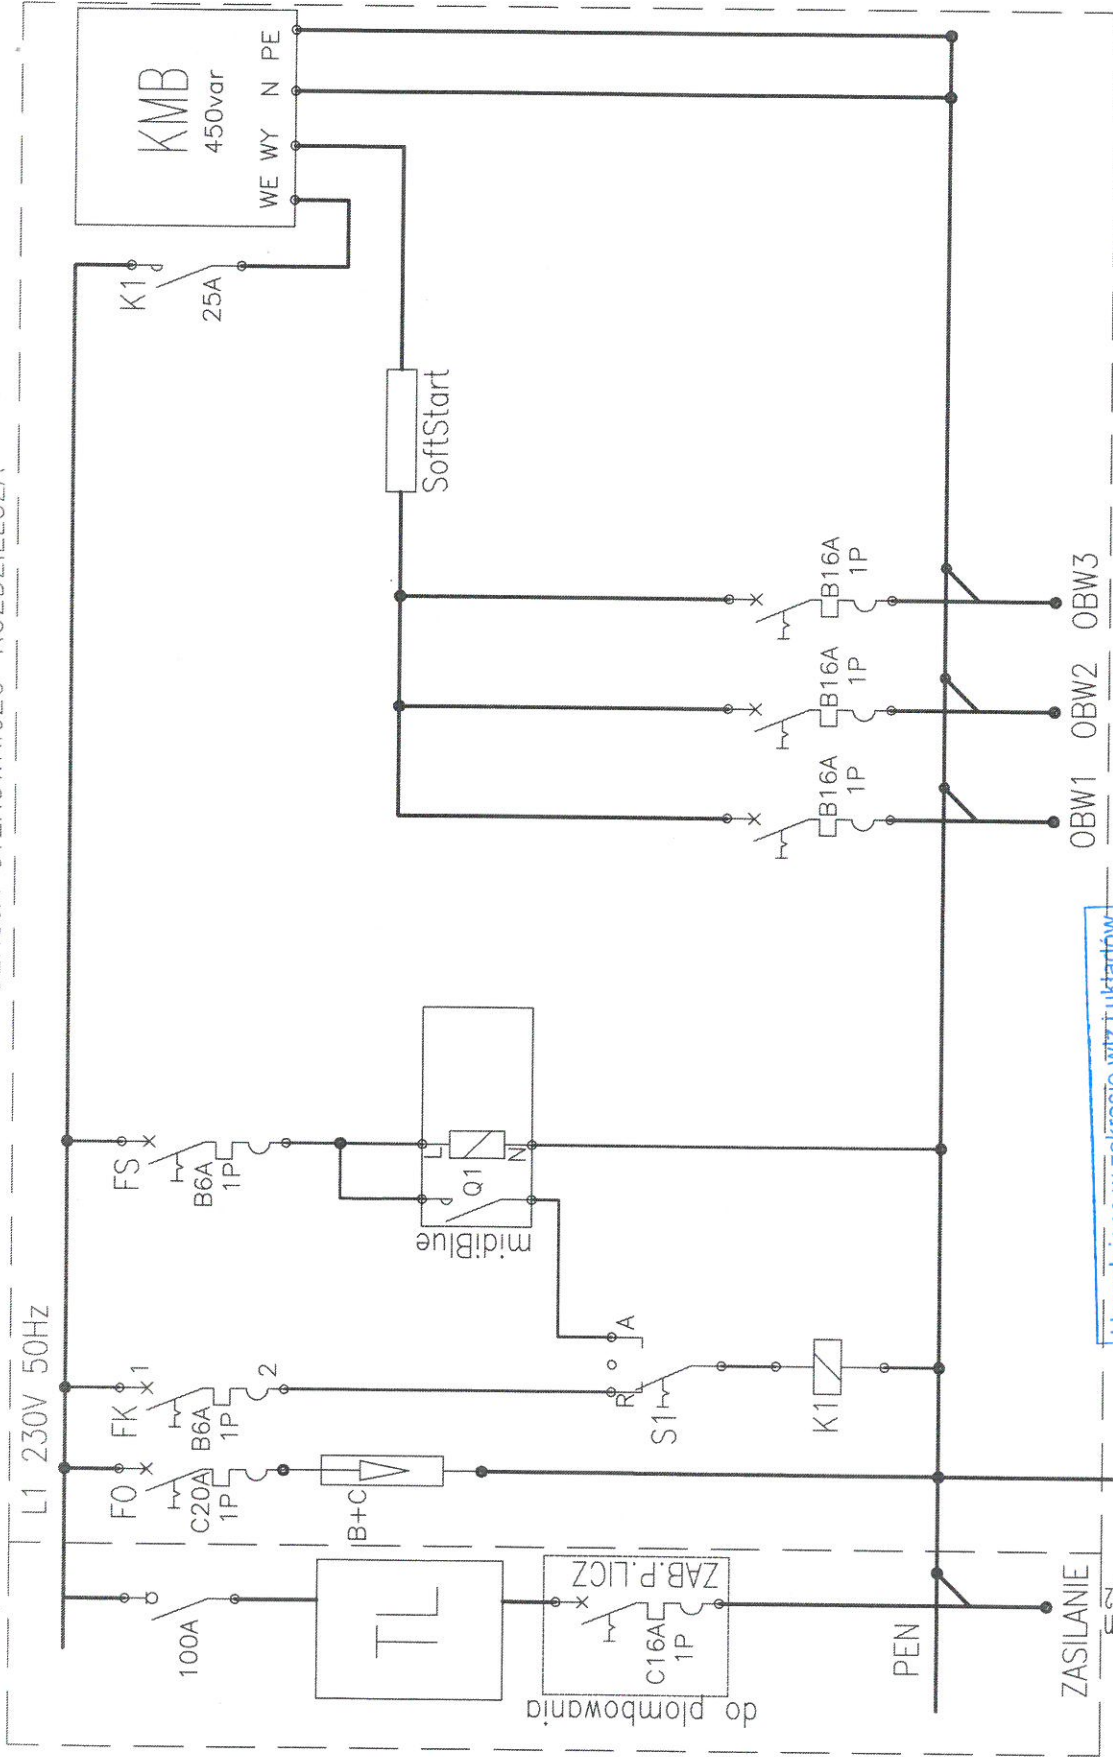 L1 230V 50Hz
100A
TL
ZAB.P.LICZ
C16A
1P
do plombowania
PEN
ZASILANIE
FO
C20A
1P
B+C
FK
1
B6A
1P
2
R
A
S1
K1
FS
B6A
1P
L
Q1
N
midiBlue
B16A
1P
B16A
1P
B16A
1P
OBW1
OBW2
OBW3
SoftStart
K1
25A
KMB
450var
WE WY N PE